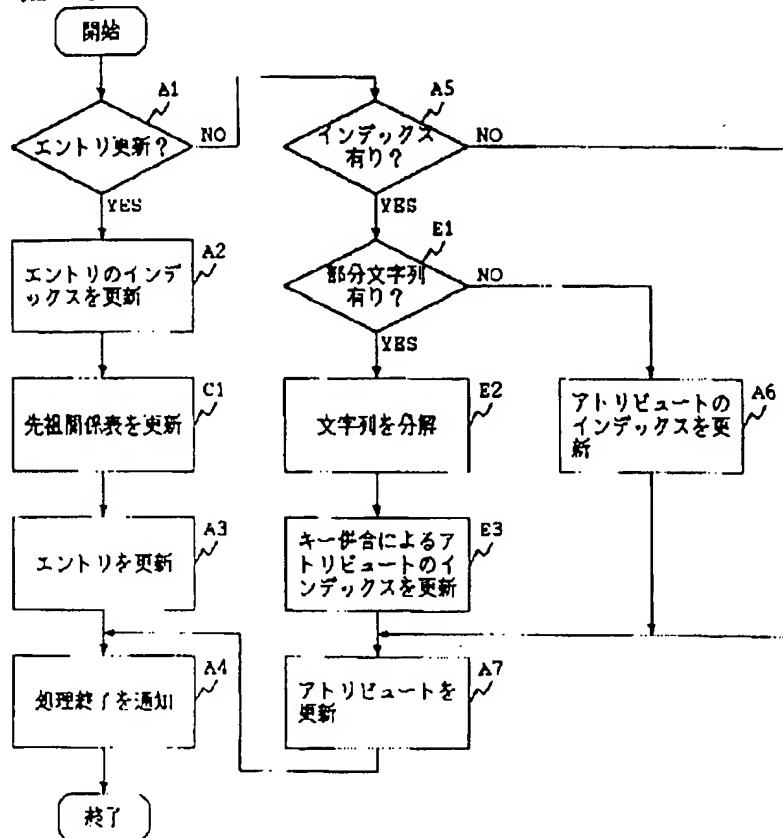 開始
A1
エントリ更新？
NO
YES
A2
エントリのインデ
ックスを更新
C1
先祖関係表を更新
A3
エントリを更新
A4
処理終了を通知
終了
A5
インデックス
有り？
NO
YES
E1
部分文字列
有り？
NO
YES
E2
文字列を分解
E3
キー併合によるア
トリビュートのイ
ンデックスを更新
A7
アトリビュートを
更新
A6
アトリビュートの
インデックスを更
新